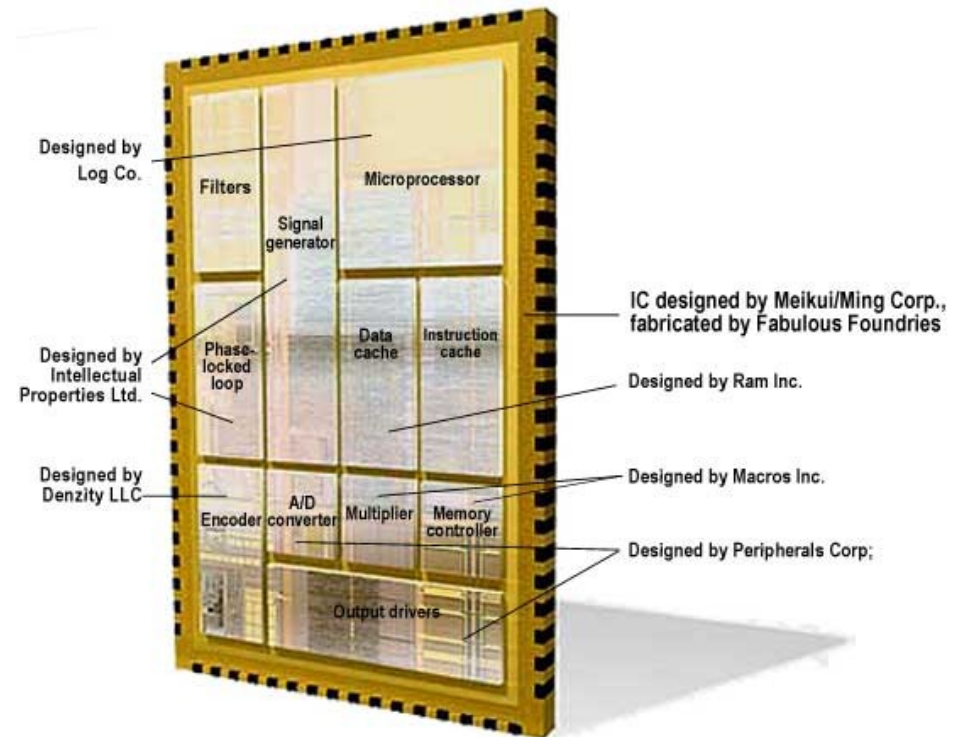 Designed by
Log Co.
Filters
Microprocessor
Signal
generator
IC designed by Meikui/Ming Corp.,
fabricated by Fabulous Foundries
Designed by
Intellectual
Properties Ltd.
Phase-
locked
loop
Data
cache
Instruction
cache
Designed by Ram Inc.
Designed by
Denzity LLC
Encoder
A/D
converter
Multiplier
Memory
controller
Designed by Macros Inc.
Designed by Peripherals Corp;
Output drivers